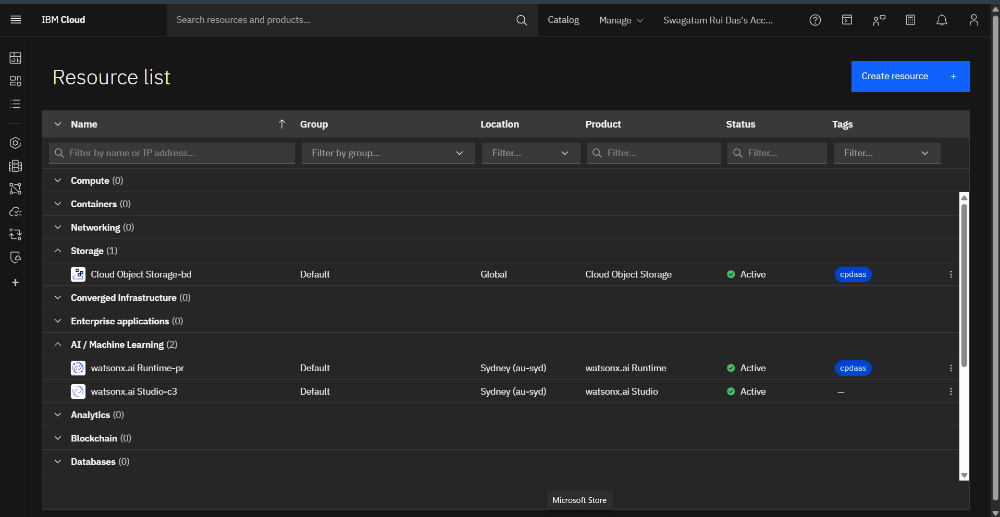 IBM Cloud
Search resources and products...
Catalog
Manage
Swagatam Rui Das's Acc...
Resource list
Create resource +
Name Group Location Product Status Tags
Filter by name or IP address... Filter by group... Filter... Filter... Filter... Filter...
Compute (0)
Containers (0)
Networking (0)
Storage (1)
Cloud Object Storage-bd Default Global Cloud Object Storage Active cpdaas
Converged infrastructure (0)
Enterprise applications (0)
AI / Machine Learning (2)
watsonx.ai Runtime-pr Default Sydney (au-syd) watsonx.ai Runtime Active cpdaas
watsonx.ai Studio-c3 Default Sydney (au-syd) watsonx.ai Studio Active —
Analytics (0)
Blockchain (0)
Databases (0)
Microsoft Store